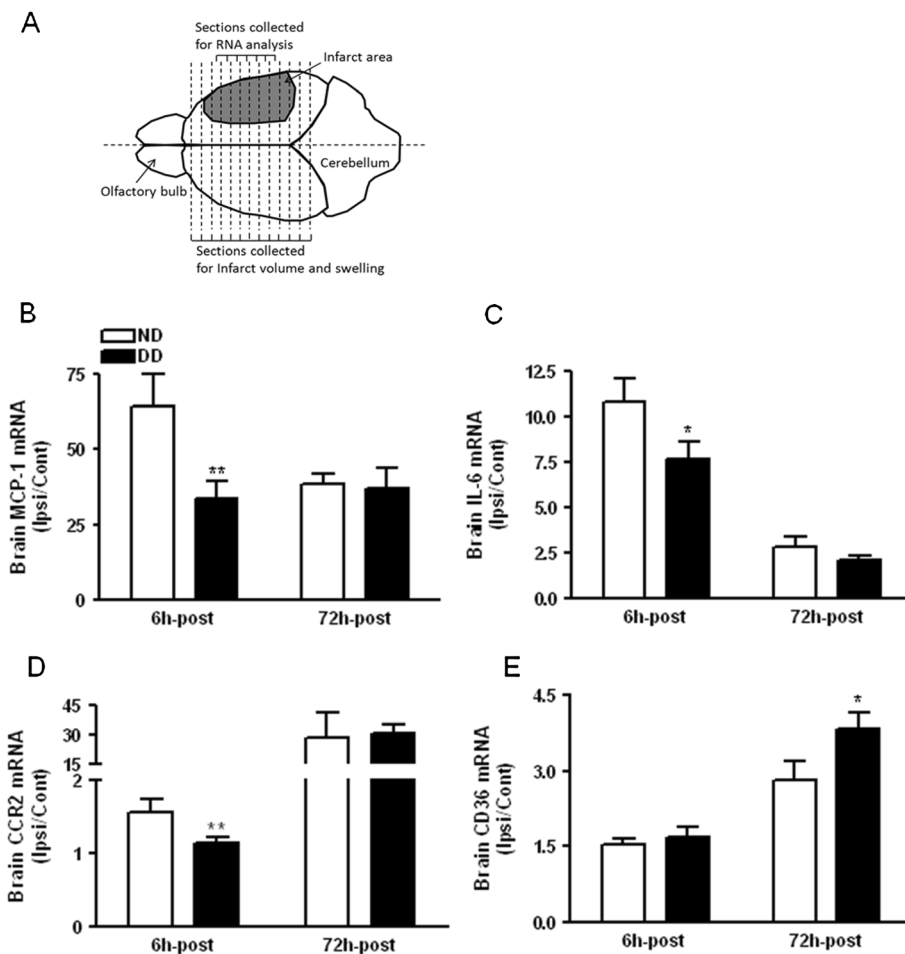 A
Sections collected
for RNA analysis
Infarct area
Cerebellum
Olfactory bulb
Sections collected
for Infarct volume and swelling
B
ND
DD
Brain MCP-1 mRNA
(Ipsi/Cont)
75
50
25
0
**
6h-post
72h-post
C
Brain IL-6 mRNA
(Ipsi/Cont)
12.5
10.0
7.5
5.0
2.5
0.0
*
6h-post
72h-post
D
Brain CCR2 mRNA
(Ipsi/Cont)
45
30
15
2
1
0
**
6h-post
72h-post
E
Brain CD36 mRNA
(Ipsi/Cont)
4.5
3.0
1.5
0.0
*
6h-post
72h-post